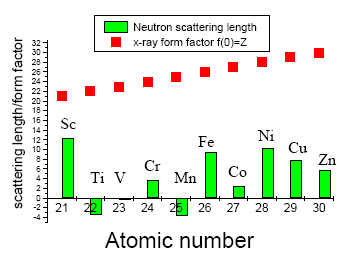 Neutron scattering length
x-ray form factor f(0)=Z
scattering length/form factor
32
30
28
26
24
22
20
18
16
14
12
10
8
6
4
2
0
-2
-4
Sc
Ti
V
Cr
Mn
Fe
Co
Ni
Cu
Zn
21 22 23 24 25 26 27 28 29 30
Atomic number